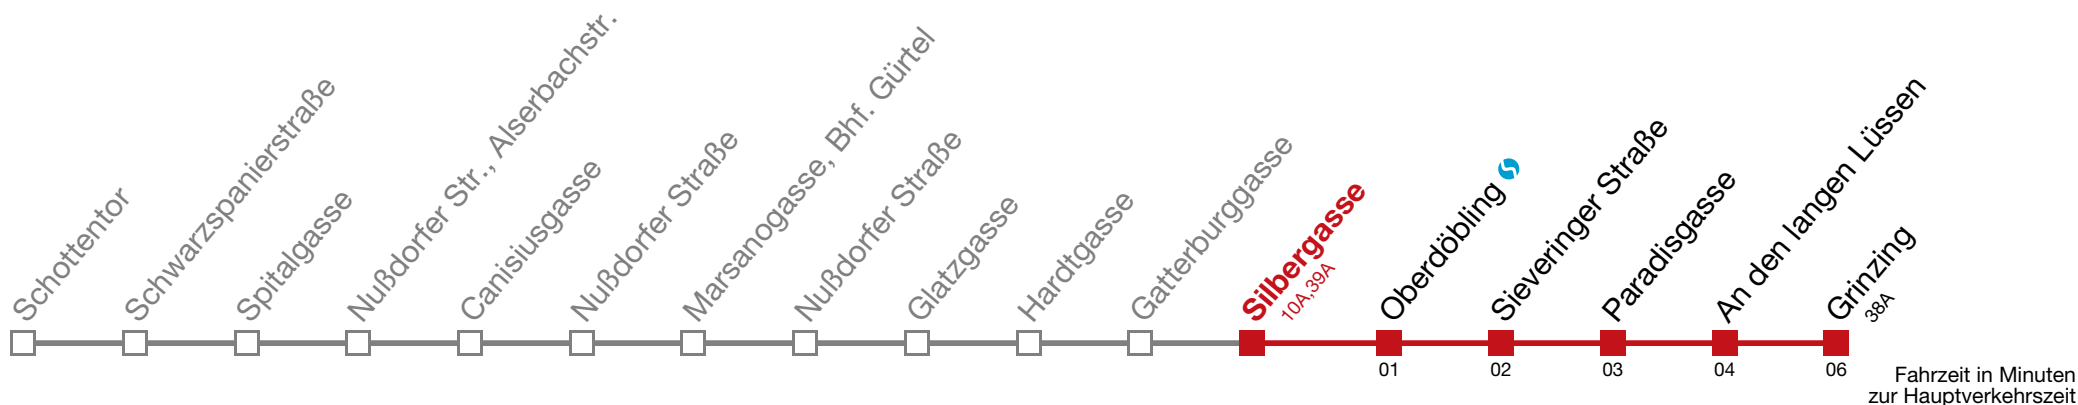 Schottentor
Schwarzspanierstraße
Spitalgasse
Nußdorfer Str., Alserbachstr.
Canisiusgasse
Nußdorfer Straße
Marsanogasse, Bhf. Gürtel
Nußdorfer Straße
Glatzgasse
Hardtgasse
Gatterburggasse
Silbergasse
10A,39A
Oberdöbling
Sieveringer Straße
Paradisgasse
An den langen Lüssen
Grinzing
38A
01
02
03
04
06
Fahrzeit in Minuten
zur Hauptverkehrszeit